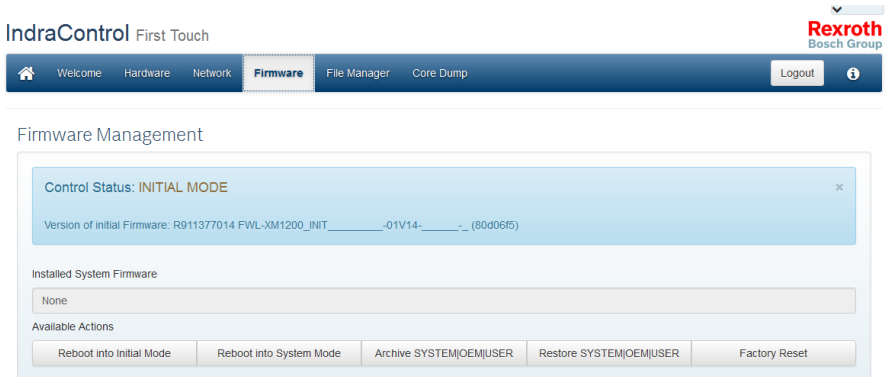 IndraControl First Touch
Rexroth
Bosch Group
Welcome Hardware Network Firmware File Manager Core Dump Logout
Firmware Management
Control Status: INITIAL MODE ×
Version of initial Firmware: R911377014 FWL-XM1200_INIT_________-01V14-______-_ (80d06f5)
Installed System Firmware
None
Available Actions
Reboot into Initial Mode Reboot into System Mode Archive SYSTEM|OEM|USER Restore SYSTEM|OEM|USER Factory Reset